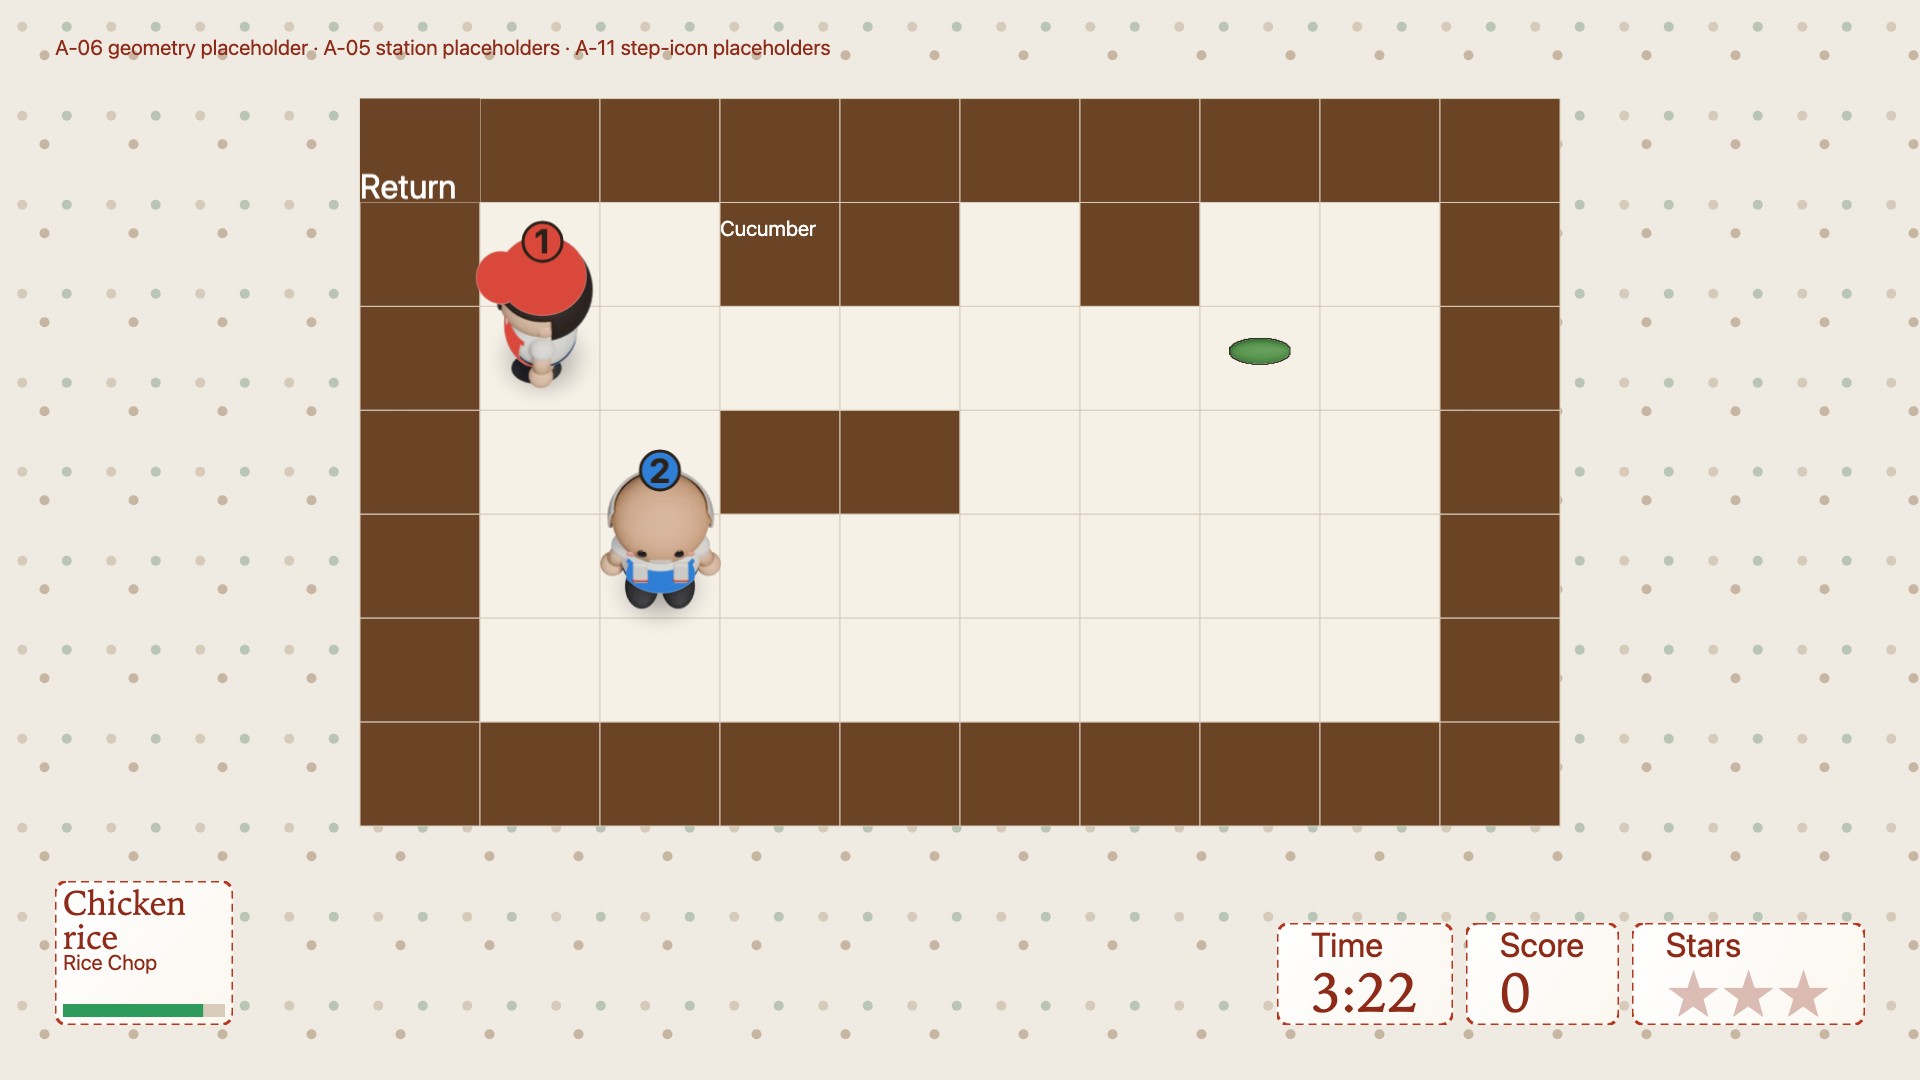 A-06 geometry placeholder · A-05 station placeholders · A-11 step-icon placeholders
Return
Cucumber
1
2
Chicken
rice
Rice Chop
Time
3:22
Score
0
Stars